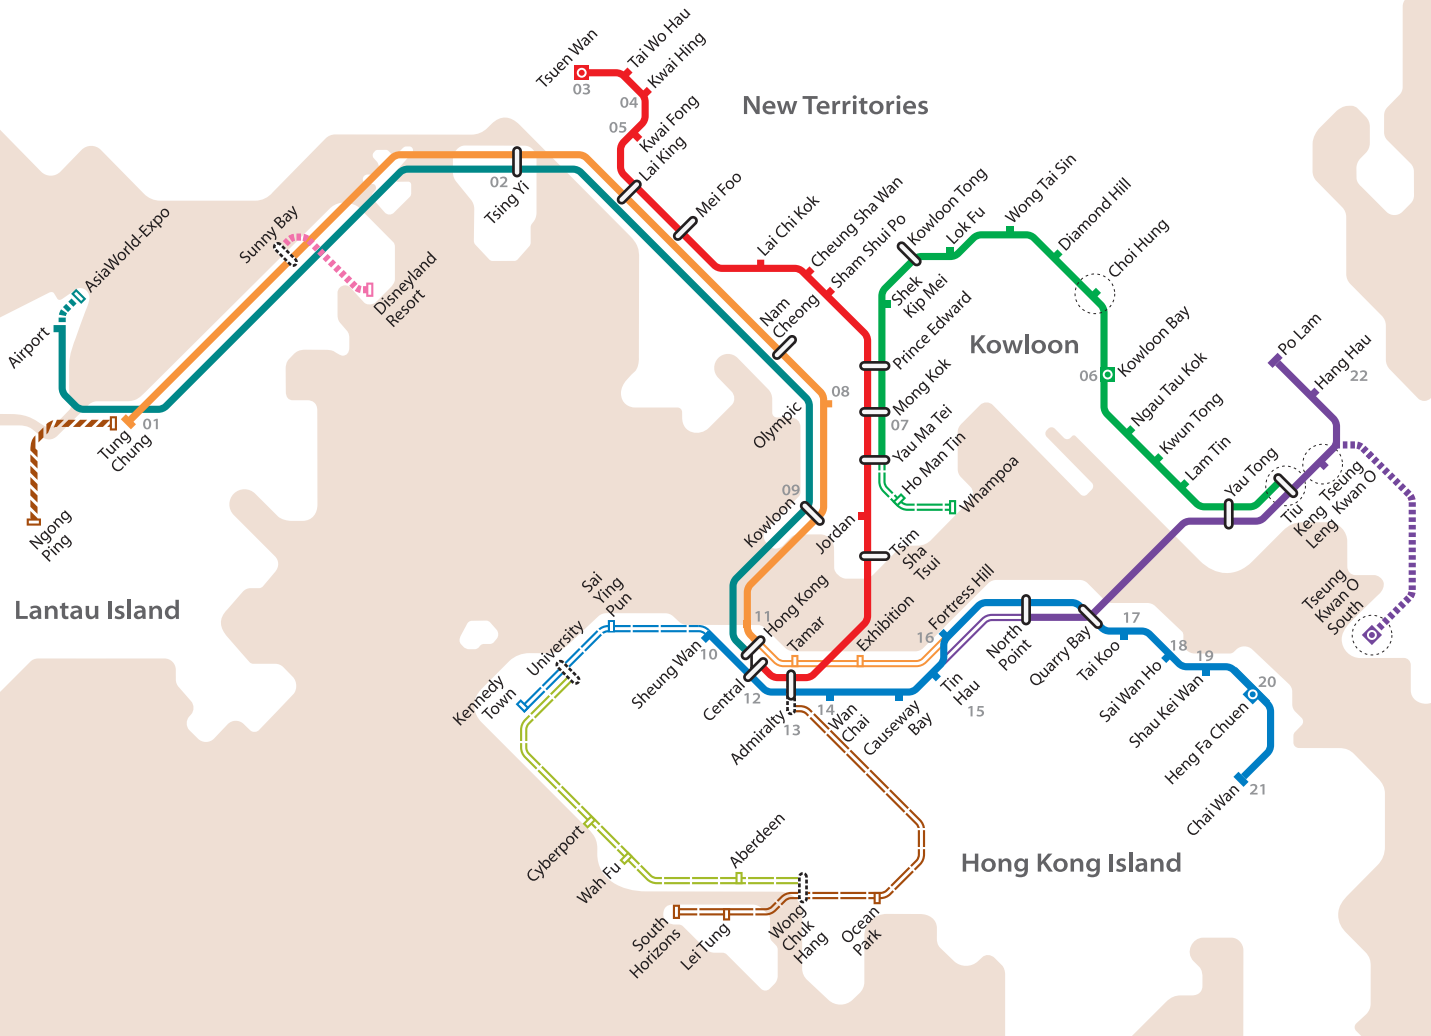 Tsuen Wan
03
Tai Wo Hau
04
Kwai Hing
05
Kwai Fong
Lai King
New Territories
02
Tsing Yi
Mei Foo
Lai Chi Kok
Cheung Sha Wan
Sham Shui Po
Kowloon Tong
Lok Fu
Wong Tai Sin
Diamond Hill
Choi Hung
AsiaWorld-Expo
Airport
Sunny Bay
Disneyland
Resort
Nam
Cheong
Shek
Kip Mei
Prince Edward
Kowloon
06
Kowloon Bay
Po Lam
Hang Hau
22
Tung
Chung
01
Olympic
08
Mong Kok
07
Yau Ma Tei
Ho Man Tin
Whampoa
Ngau Tau Kok
Kwun Tong
Lam Tin
Yau Tong
Tiu
Keng
Leng
Tseung
Kwan O
Ngong
Ping
09
Kowloon
Jordan
Tsim
Sha
Tsui
Lantau Island
Sai
Ying
Pun
11
Hong Kong
Tamar
Exhibition
16
Fortress Hill
North
Point
Quarry Bay
17
Tai Koo
18
Sai Wan Ho
19
Shau Kei Wan
20
Heng Fa Chuen
Tseung
Kwan O
South
Kennedy
Town
University
Sheung Wan
10
Central
12
Admiralty
13
14
Wan
Chai
Causeway
Bay
Tin
Hau
15
Chai Wan
21
Cyberport
Wah Fu
Aberdeen
Hong Kong Island
South
Horizons
Lei Tung
Wong
Chuk
Hang
Ocean
Park